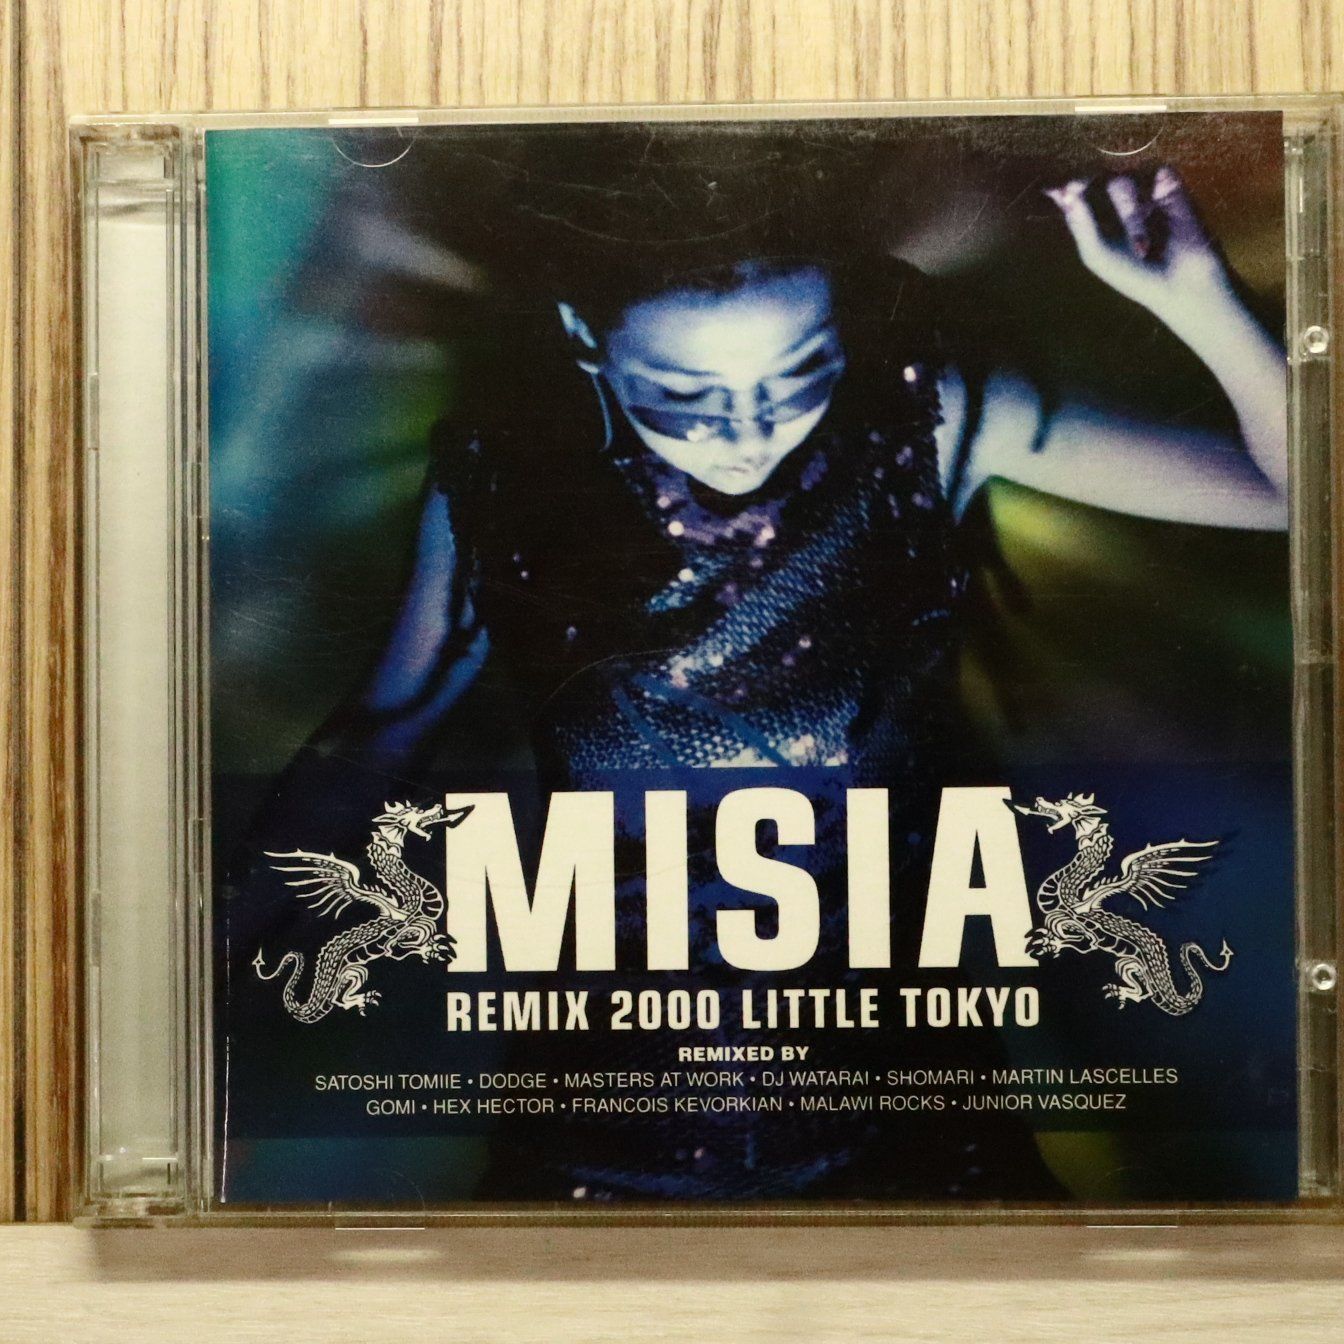 MISIA
REMIX 2000 LITTLE TOKYO
REMIXED BY
SATOSHI TOMIIE • DODGE • MASTERS AT WORK • DJ WATARAI • SHOMARI • MARTIN LASCELLES
GOMI • HEX HECTOR • FRANCOIS KEVORKIAN • MALAWI ROCKS • JUNIOR VASQUEZ